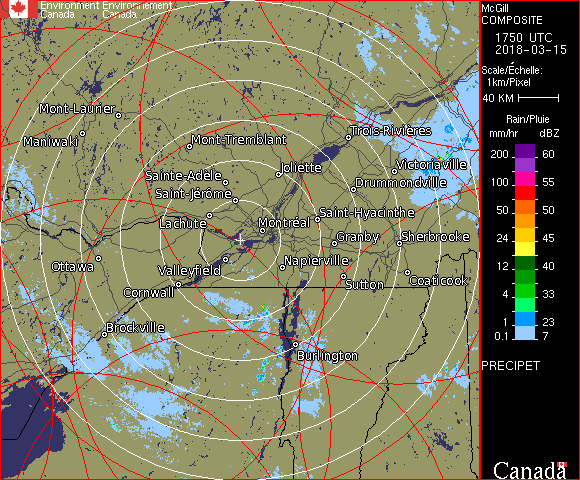 Environment Environnement
Canada Canada
McGill
COMPOSITE
1750 UTC
2018-03-15
Scale/Échelle:
1km/Pixel
40 KM
Rain/Pluie
mm/hr dBZ
200 60
100 55
50 50
24 45
12 40
4 33
1 23
0.1 7
PRECIPET
Canada
Mont-Laurier
Maniwaki
Mont-Tremblant
Trois-Rivières
Joliette
Victoriaville
Sainte-Adèle
Drummondville
Saint-Jérôme
Saint-Hyacinthe
Lachute
Montréal
Granby
Sherbrooke
Ottawa
Valleyfield
Napierville
Coaticook
Sutton
Cornwall
Brockville
Burlington